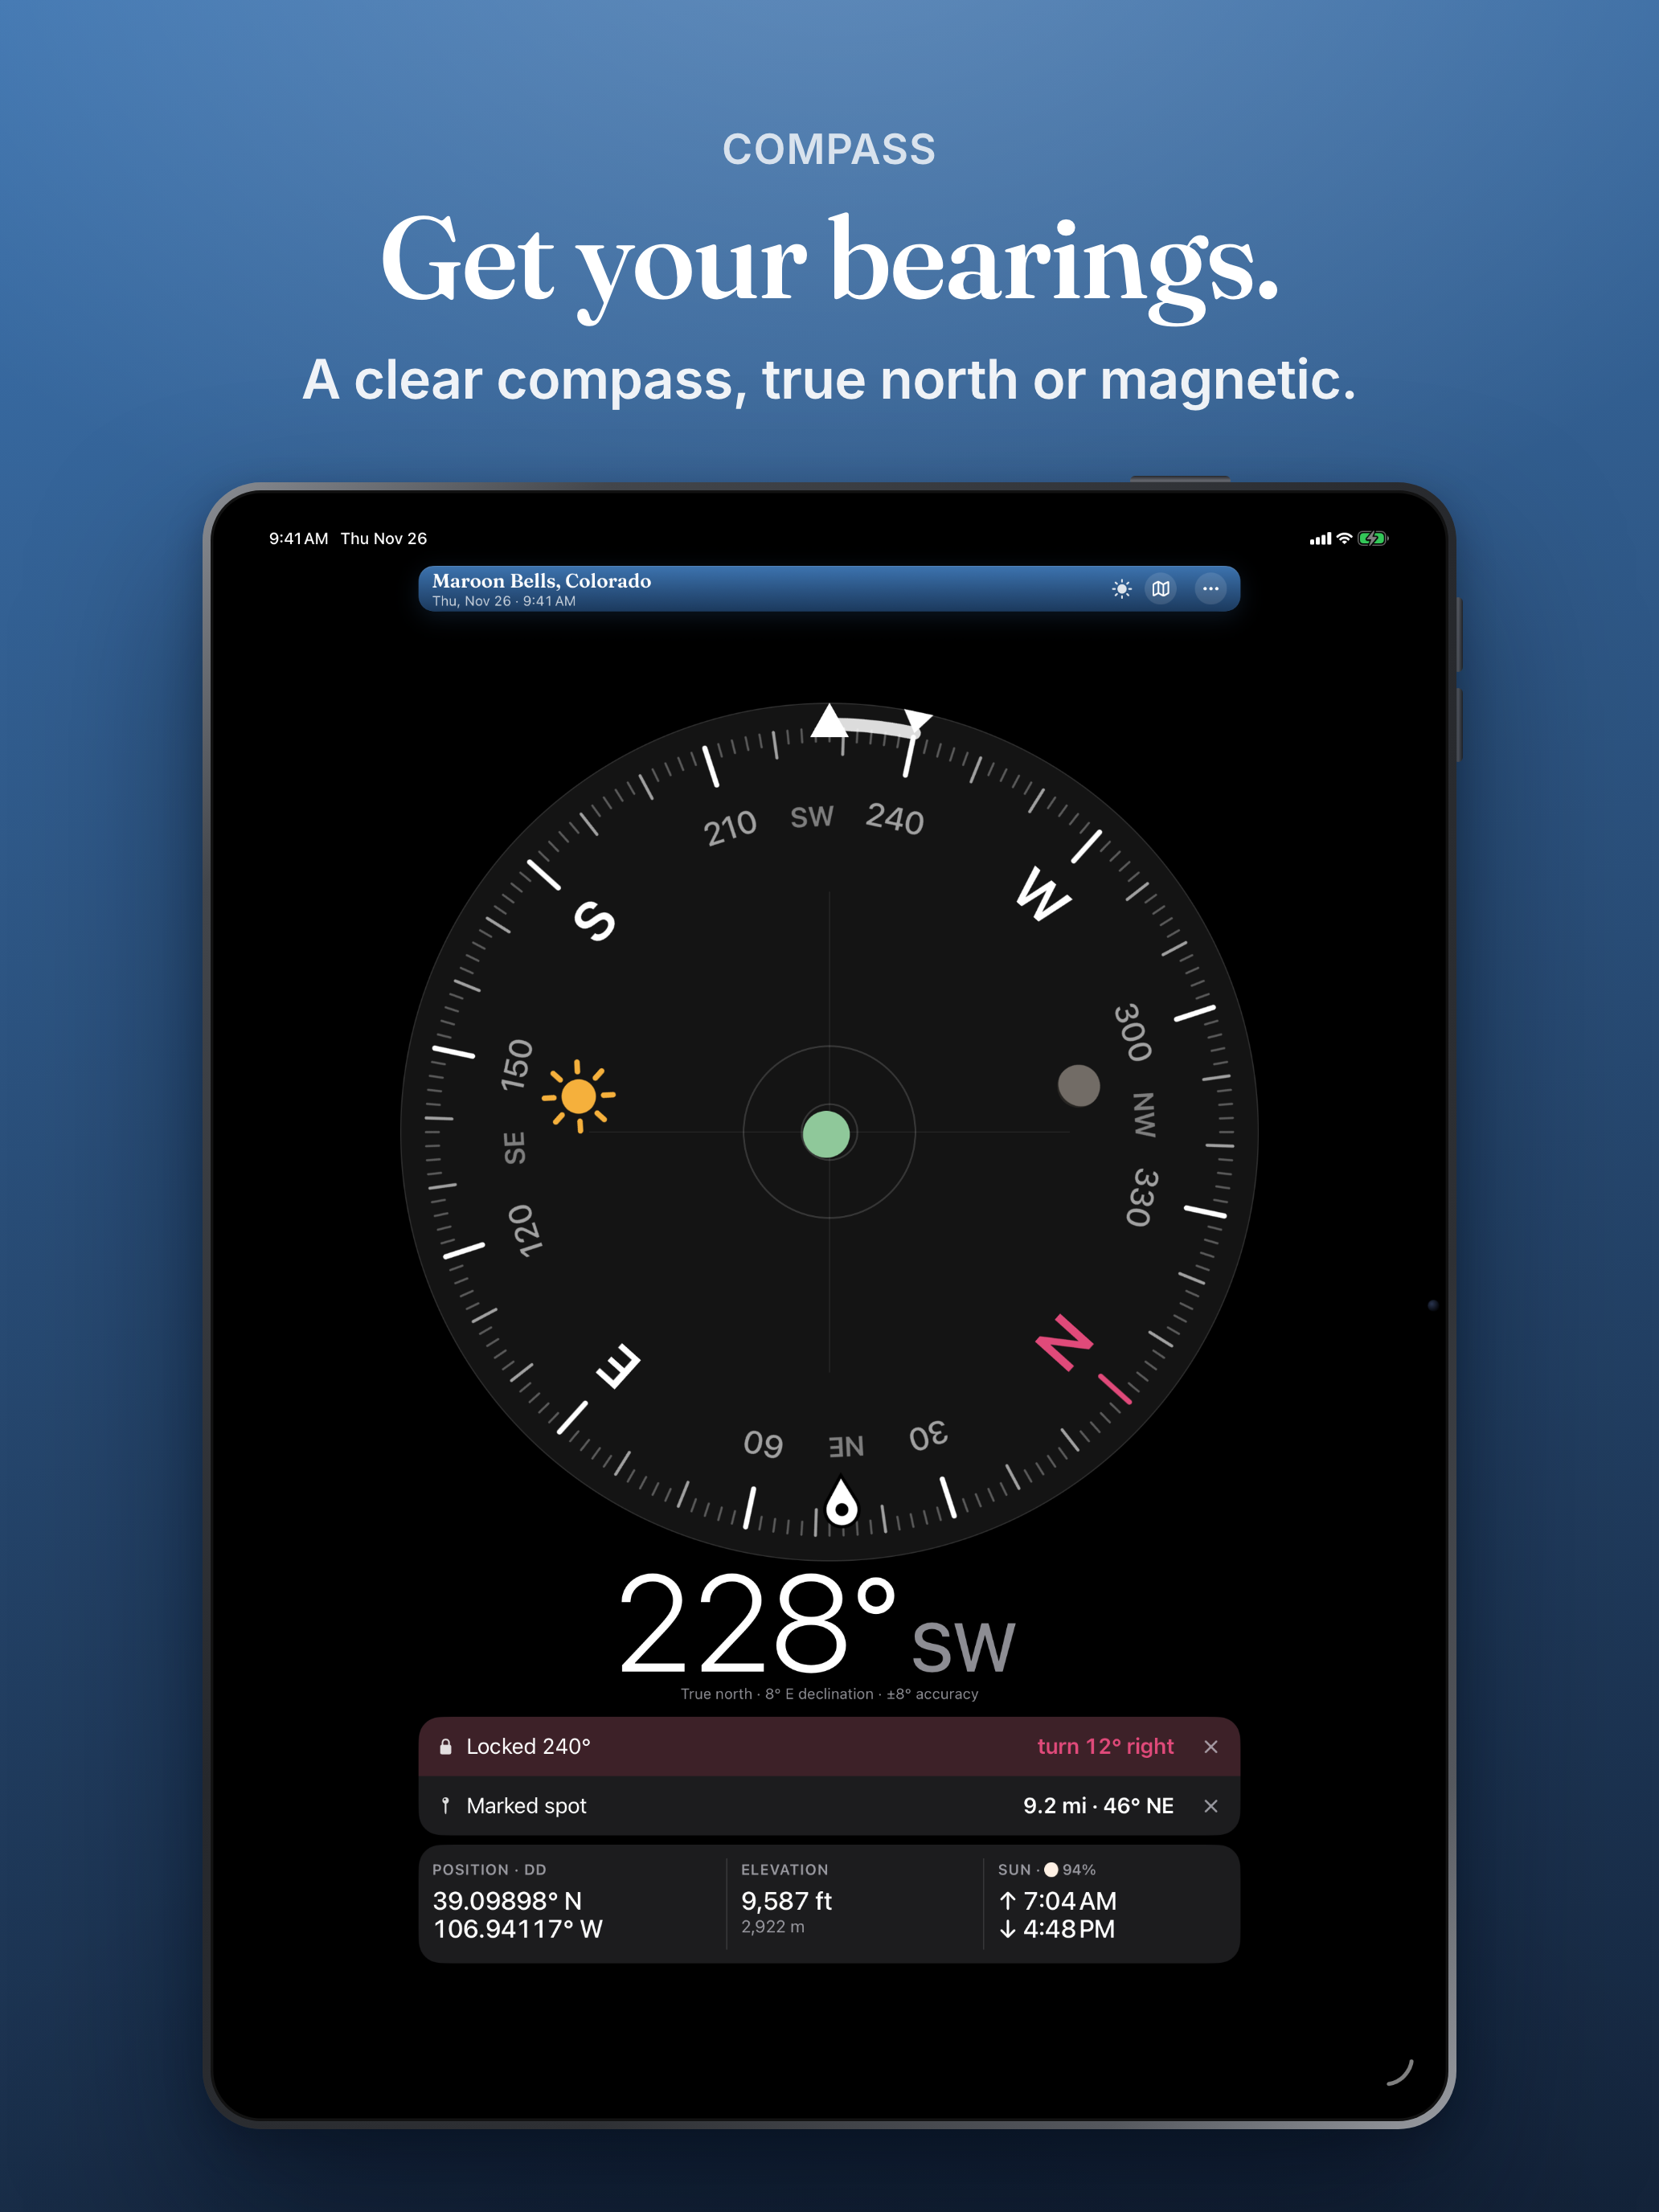 COMPASS
Get your bearings.
A clear compass, true north or magnetic.
9:41 AM Thu Nov 26
Maroon Bells, Colorado
Thu, Nov 26 · 9:41 AM
210 SW 240
S W
150 300
SE NW
120 330
E N
60 NE 30
228° SW
True north · 8° E declination · ±8° accuracy
Locked 240° turn 12° right
Marked spot 9.2 mi · 46° NE
POSITION · DD ELEVATION SUN · 94%
39.09898° N 9,587 ft ↑ 7:04 AM
106.94117° W 2,922 m ↓ 4:48 PM